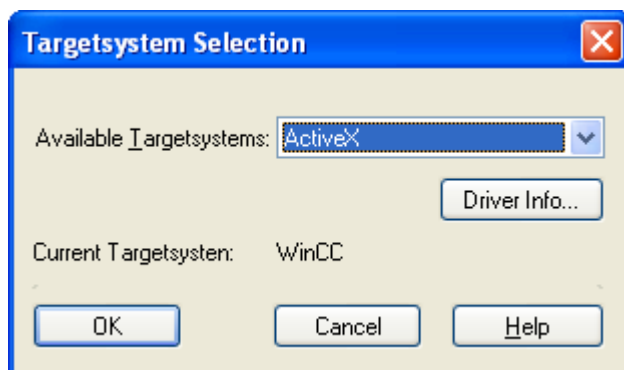 Targetsystem Selection
Available Targetsystems: ActiveX
Driver Info...
Current Targetsysten: WinCC
OK Cancel Help